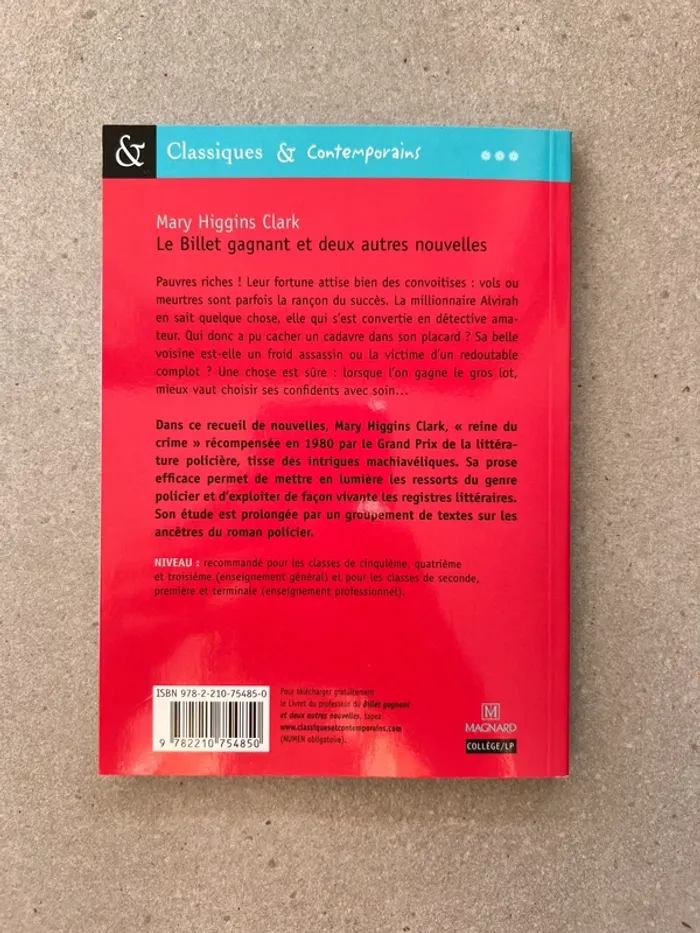 & Classiques & Contemporains
Mary Higgins Clark
Le Billet gagnant et deux autres nouvelles
Pauvres riches ! Leur fortune attise bien des convoitises : vols ou
meurtres sont parfois la rançon du succès. La millionnaire Alvirah
en sait quelque chose, elle qui s'est convertie en détective ama-
teur. Qui donc a pu cacher un cadavre dans son placard ? Sa belle
voisine est-elle un froid assassin ou la victime d'un redoutable
complot ? Une chose est sûre : lorsque l'on gagne le gros lot,
mieux vaut choisir ses confidents avec soin...
Dans ce recueil de nouvelles, Mary Higgins Clark, « reine du
crime » récompensée en 1980 par le Grand Prix de la littéra-
ture policière, tisse des intrigues machiavéliques. Sa prose
efficace permet de mettre en lumière les ressorts du genre
policier et d'exploiter de façon vivante les registres littéraires.
Son étude est prolongée par un groupement de textes sur les
ancêtres du roman policier.
NIVEAU : recommandé pour les classes de cinquième, quatrième
et troisième (enseignement général) et pour les classes de seconde,
première et terminale (enseignement professionnel).
ISBN 978-2-210-75485-0
9 782210 754850
Pour télécharger gratuitement
le Livret du professeur du Billet gagnant
et deux autres nouvelles, tapez
www.classiquesetcontemporains.com
(NUMEN obligatoire).
M
MAGNARD
COLLÈGE/LP